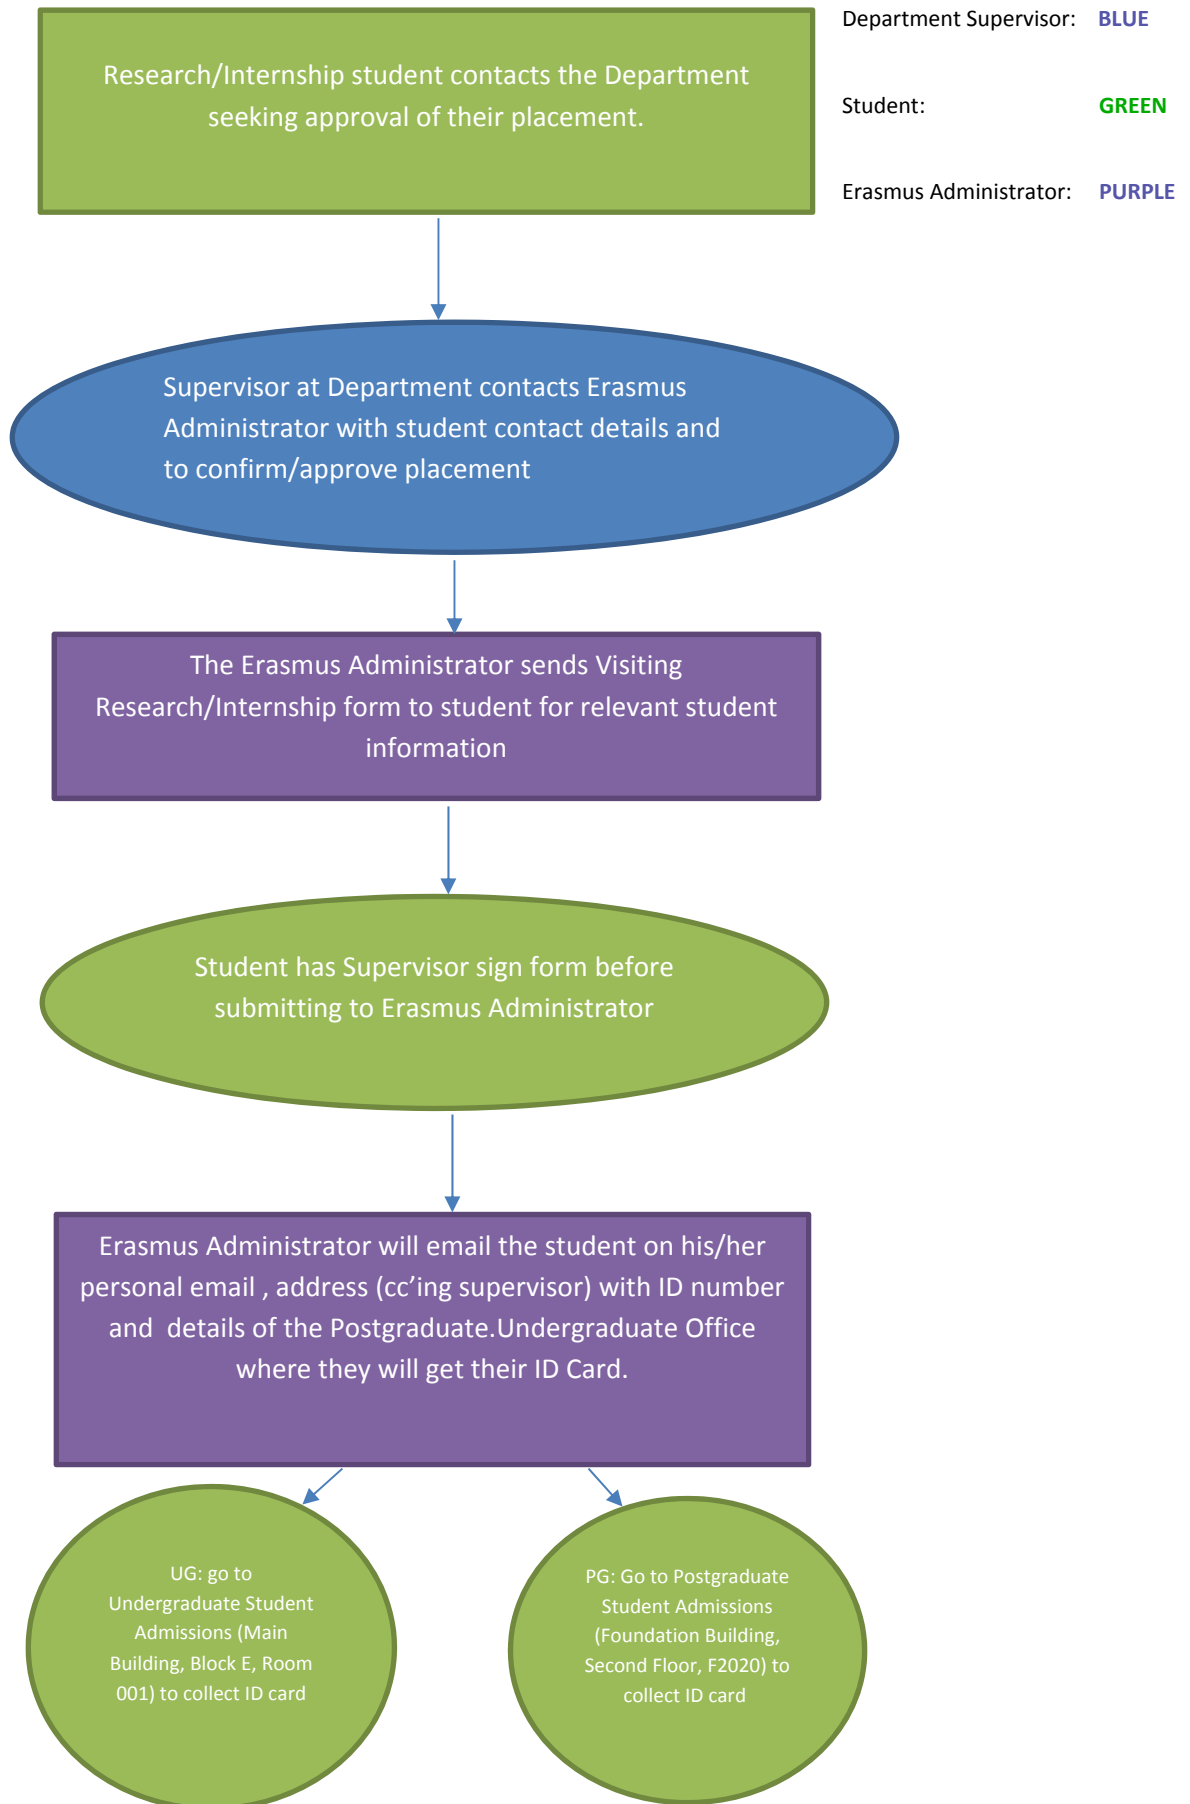 Department Supervisor: BLUE
Student: GREEN
Erasmus Administrator: PURPLE
Research/Internship student contacts the Department
seeking approval of their placement.
Supervisor at Department contacts Erasmus
Administrator with student contact details and
to confirm/approve placement
The Erasmus Administrator sends Visiting
Research/Internship form to student for relevant student
information
Student has Supervisor sign form before
submitting to Erasmus Administrator
Erasmus Administrator will email the student on his/her
personal email , address (cc’ing supervisor) with ID number
and  details of the Postgraduate.Undergraduate Office
where they will get their ID Card.
UG: go to
Undergraduate Student
Admissions (Main
Building, Block E, Room
001) to collect ID card
PG: Go to Postgraduate
Student Admissions
(Foundation Building,
Second Floor, F2020) to
collect ID card